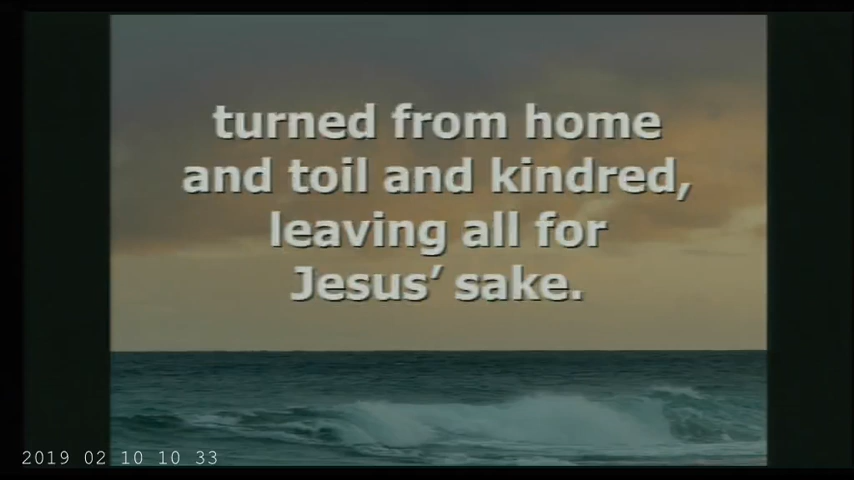 turned from home
and toil and kindred,
leaving all for
Jesus’ sake.
2019 02 10 10 33